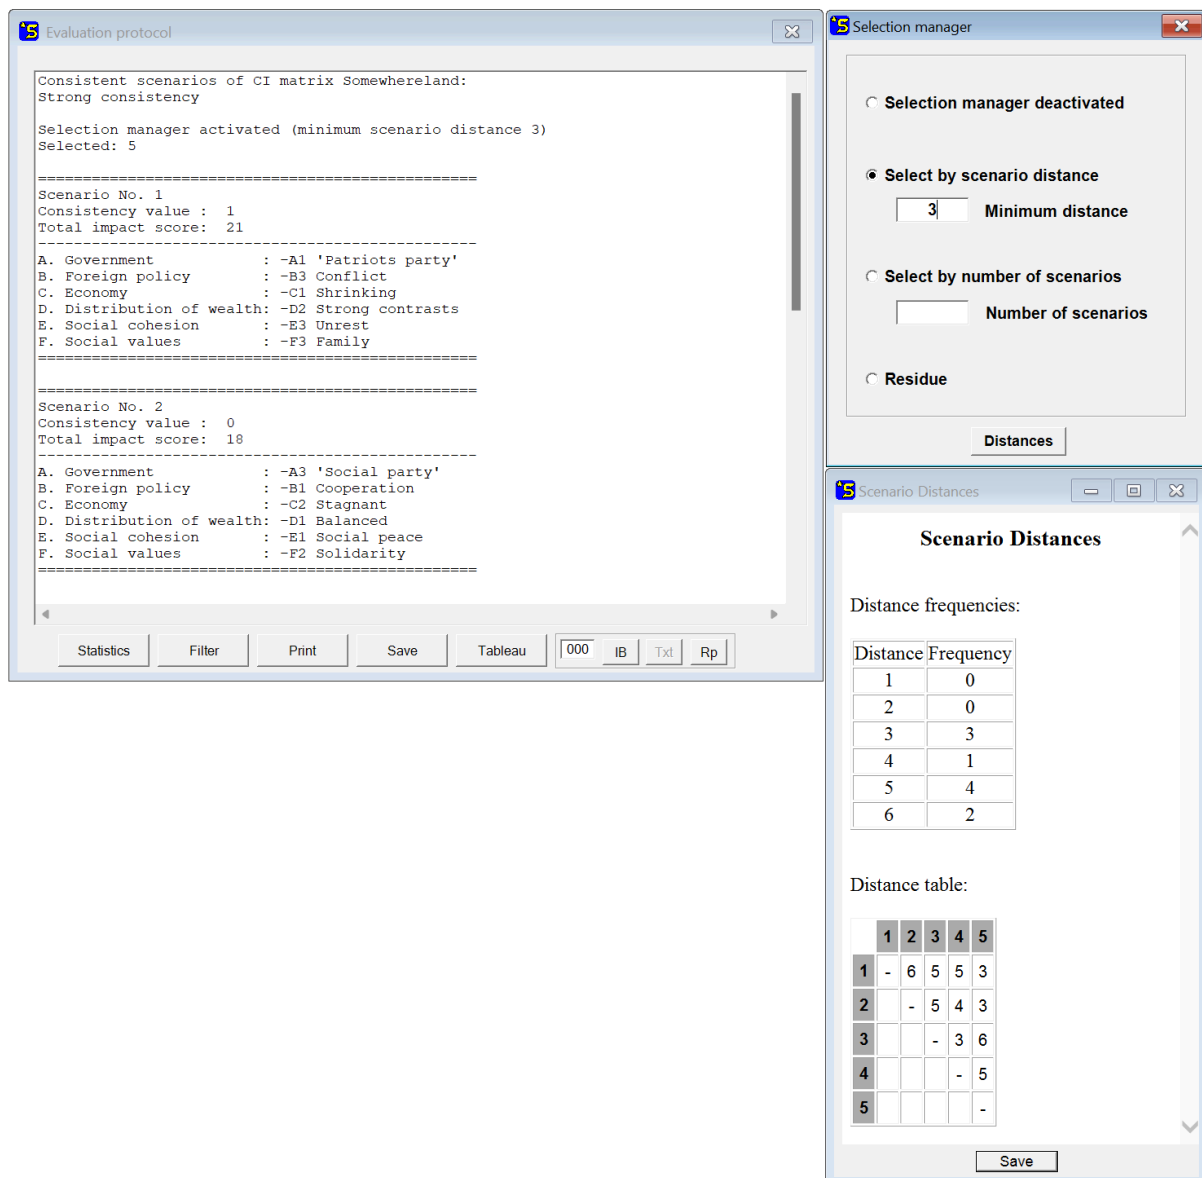 Evaluation protocol
Consistent scenarios of CI matrix Somewhereland:
Strong consistency
Selection manager activated (minimum scenario distance 3)
Selected: 5
=================================================
Scenario No. 1
Consistency value :  1
Total impact score:  21
-------------------------------------------------
A. Government            : -A1 'Patriots party'
B. Foreign policy        : -B3 Conflict
C. Economy               : -C1 Shrinking
D. Distribution of wealth: -D2 Strong contrasts
E. Social cohesion       : -E3 Unrest
F. Social values         : -F3 Family
=================================================
=================================================
Scenario No. 2
Consistency value :  0
Total impact score:  18
-------------------------------------------------
A. Government            : -A3 'Social party'
B. Foreign policy        : -B1 Cooperation
C. Economy               : -C2 Stagnant
D. Distribution of wealth: -D1 Balanced
E. Social cohesion       : -E1 Social peace
F. Social values         : -F2 Solidarity
=================================================
Statistics Filter Print Save Tableau 000 IB Txt Rp
Selection manager
Selection manager deactivated
Select by scenario distance
3 Minimum distance
Select by number of scenarios
Number of scenarios
Residue
Distances
Scenario Distances
Scenario Distances
Distance frequencies:
Distance Frequency
1 0
2 0
3 3
4 1
5 4
6 2
Distance table:
1 2 3 4 5
1 - 6 5 5 3
2 - 5 4 3
3 - 3 6
4 - 5
5 -
Save